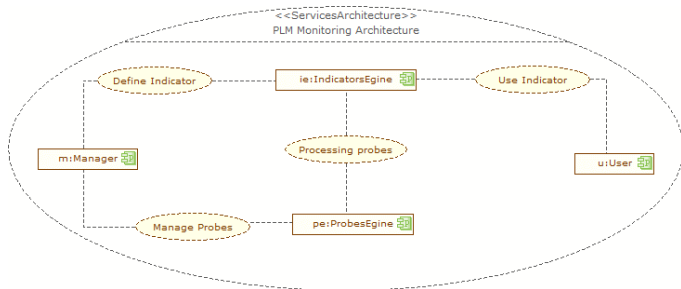 <<ServicesArchitecture>>
PLM Monitoring Architecture
Define Indicator
ie:IndicatorsEgine
Use Indicator
m:Manager
Processing probes
u:User
Manage Probes
pe:ProbesEgine